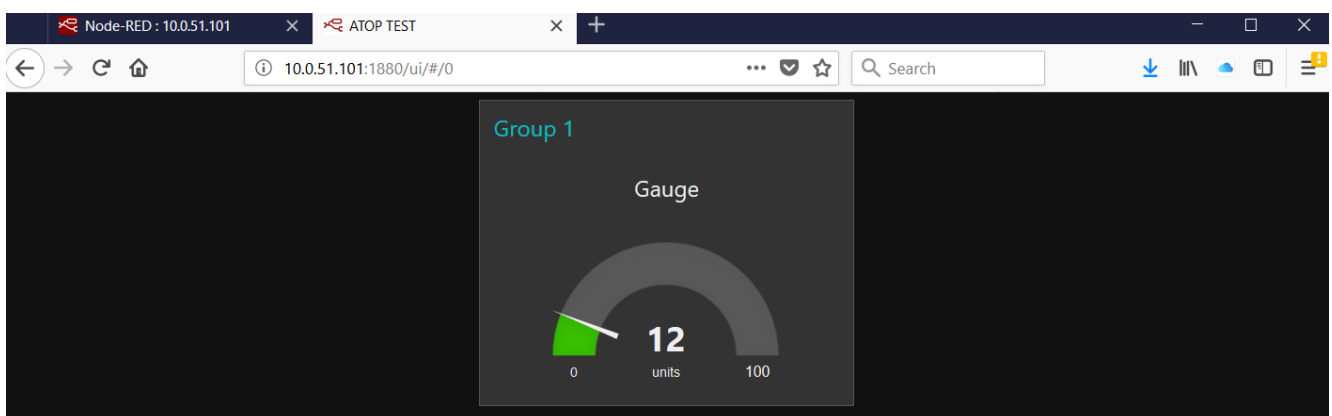 Node-RED : 10.0.51.101
ATOP TEST
10.0.51.101:1880/ui/#/0
Search
Group 1
Gauge
12
0
units
100